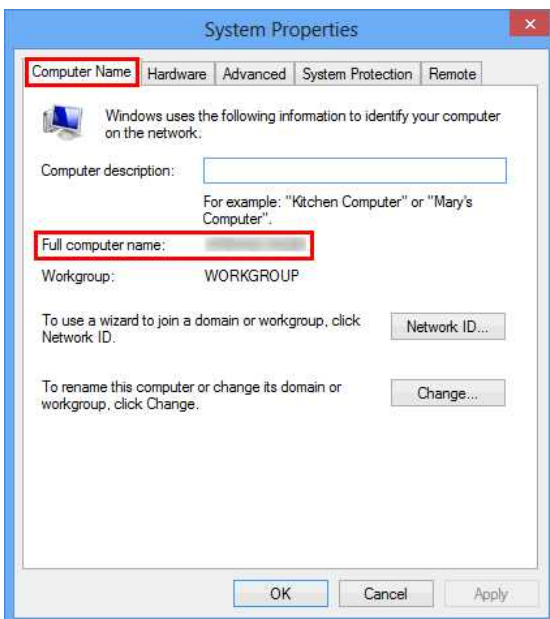 System Properties
Computer Name Hardware Advanced System Protection Remote
Windows uses the following information to identify your computer
on the network.
Computer description:
For example: "Kitchen Computer" or "Mary's
Computer".
Full computer name:
Workgroup: WORKGROUP
To use a wizard to join a domain or workgroup, click
Network ID.
Network ID...
To rename this computer or change its domain or
workgroup, click Change.
Change...
OK Cancel Apply